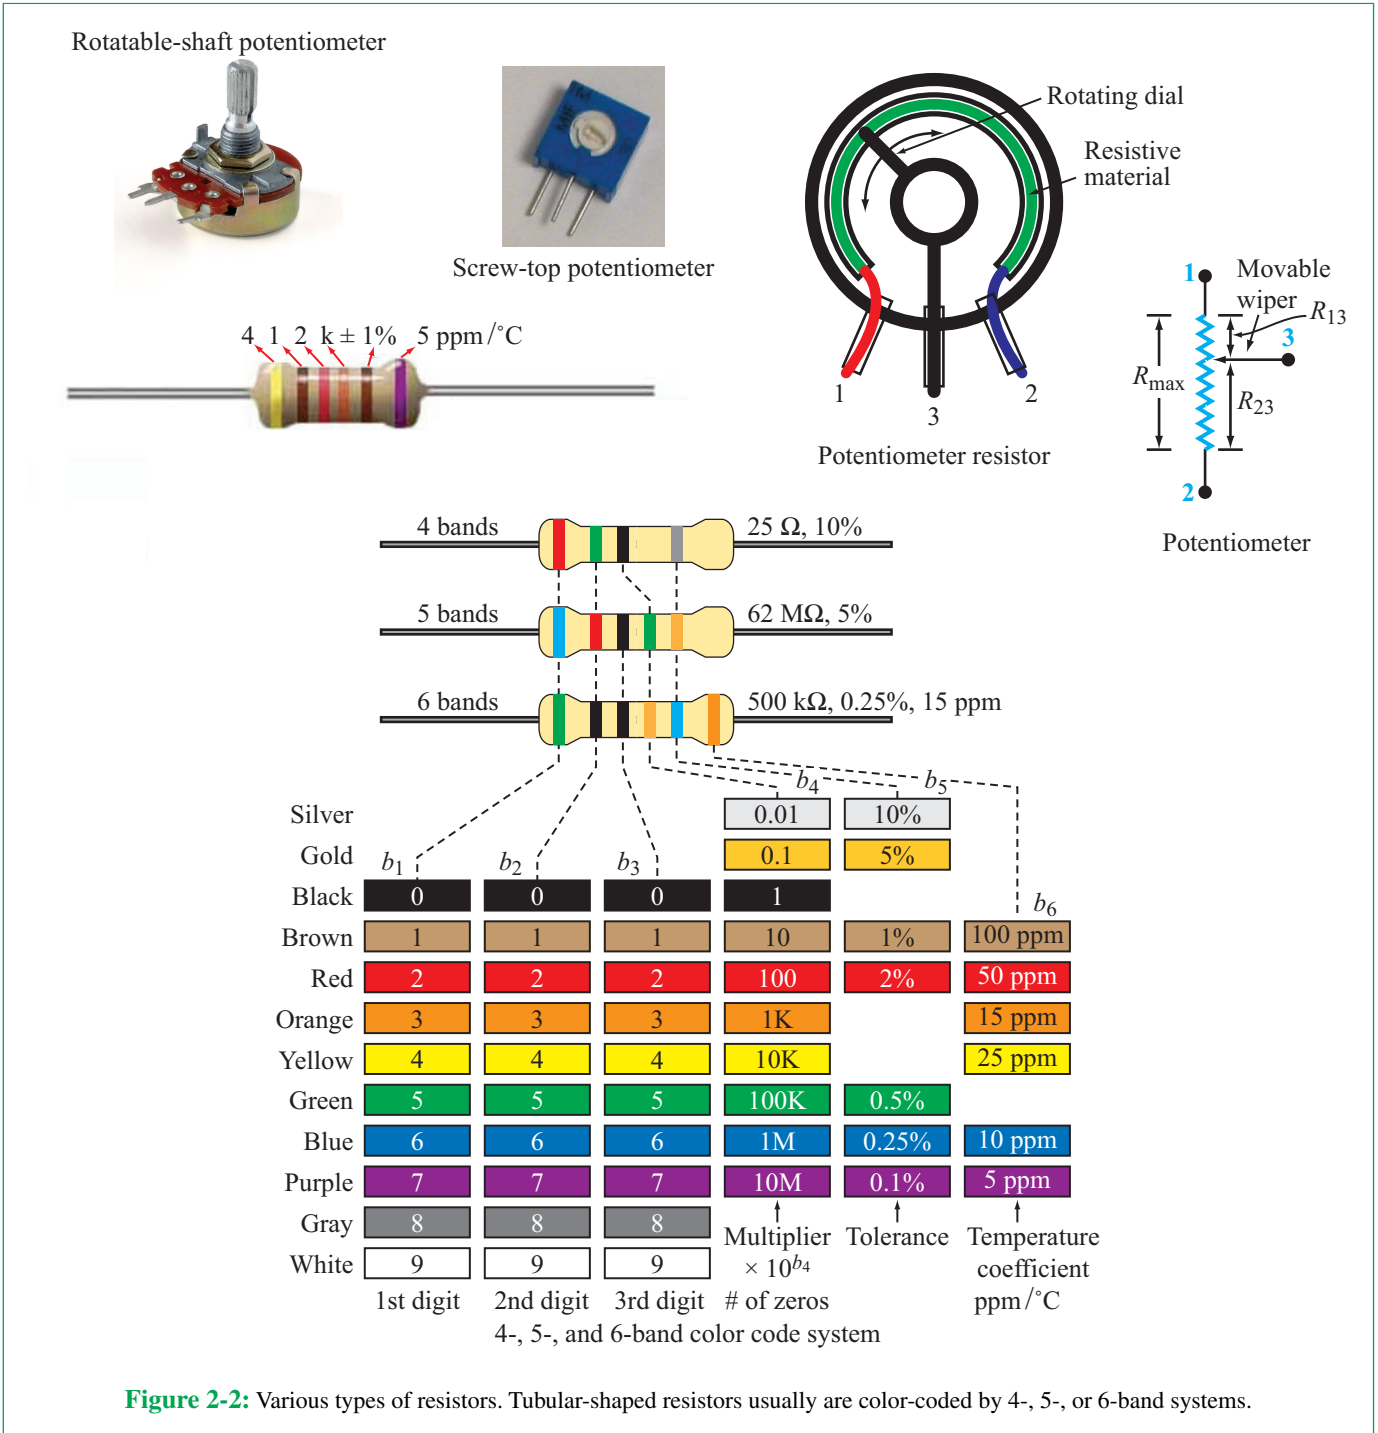 Rotatable-shaft potentiometer
Screw-top potentiometer
Rotating dial
Resistive
material
1
3
2
Potentiometer resistor
1
Movable
wiper
R13
3
Rmax
R23
2
Potentiometer
4 1 2 k ± 1% 5 ppm/°C
4 bands 25 Ω, 10%
5 bands 62 MΩ, 5%
6 bands 500 kΩ, 0.25%, 15 ppm
b4 b5
Silver 0.01 10%
Gold b1 b2 b3 0.1 5%
Black 0 0 0 1
b6
Brown 1 1 1 10 1% 100 ppm
Red 2 2 2 100 2% 50 ppm
Orange 3 3 3 1K 15 ppm
Yellow 4 4 4 10K 25 ppm
Green 5 5 5 100K 0.5%
Blue 6 6 6 1M 0.25% 10 ppm
Purple 7 7 7 10M 0.1% 5 ppm
Gray 8 8 8
Multiplier Tolerance Temperature
White 9 9 9 × 10b4 coefficient
1st digit 2nd digit 3rd digit # of zeros ppm/°C
4-, 5-, and 6-band color code system
Figure 2-2: Various types of resistors. Tubular-shaped resistors usually are color-coded by 4-, 5-, or 6-band systems.